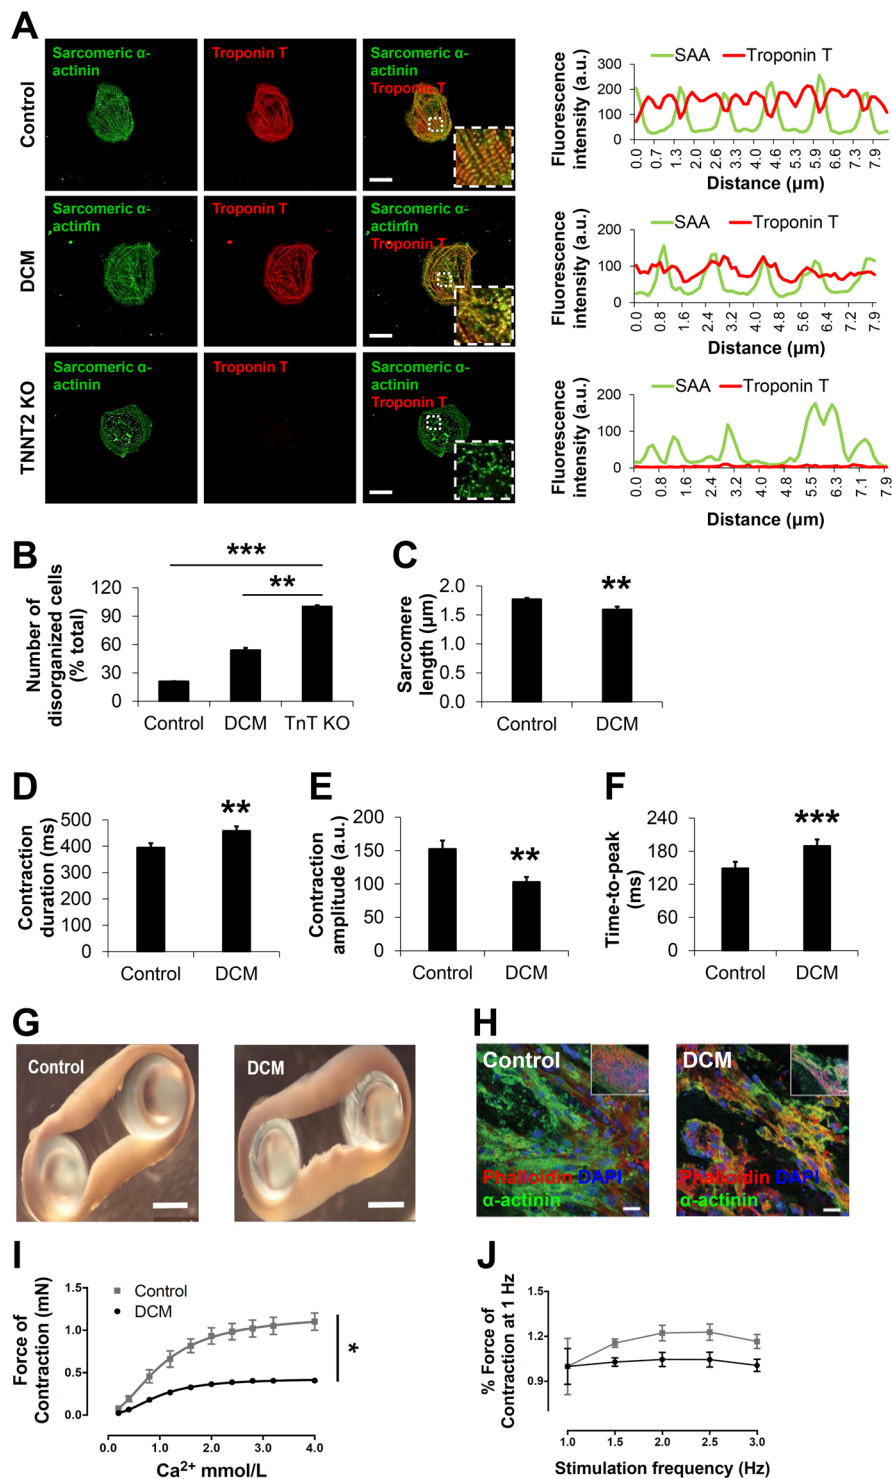 A
Control
Sarcomeric α-
actinin
Troponin T
Sarcomeric α-
actinin
Troponin T
Fluorescence
intensity (a.u.)
SAA
Troponin T
300
200
100
0
0.0 0.7 1.3 2.0 2.6 3.3 4.0 4.6 5.3 5.9 6.6 7.3 7.9
Distance (µm)
DCM
Sarcomeric α-
actinin
Troponin T
Sarcomeric α-
actinin
Troponin T
Fluorescence
intensity (a.u.)
SAA
Troponin T
200
100
0
0.0 0.8 1.6 2.4 3.2 4.0 4.8 5.6 6.4 7.2 7.9
Distance (µm)
TNNT2 KO
Sarcomeric α-
actinin
Troponin T
Sarcomeric α-
actinin
Troponin T
Fluorescence
intensity (a.u.)
SAA
Troponin T
200
100
0
0.0 0.8 1.6 2.4 3.2 4.0 4.8 5.5 6.3 7.1 7.9
Distance (µm)
B
Number of
disorganized cells
(% total)
120
90
60
30
0
***
**
Control DCM TnT KO
C
Sarcomere
length (µm)
2.0
1.5
1.0
0.5
0.0
**
Control DCM
D
Contraction
duration (ms)
500
400
300
200
100
0
**
Control DCM
E
Contraction
amplitude (a.u.)
200
150
100
50
0
**
Control DCM
F
Time-to-peak
(ms)
240
180
120
60
0
***
Control DCM
G
Control
DCM
H
Control
Phalloidin DAPI
α-actinin
DCM
Phalloidin DAPI
α-actinin
I
Force of
Contraction (mN)
Control
DCM
1.5
1.0
0.5
0.0
*
0.0 1.0 2.0 3.0 4.0
Ca2+ mmol/L
J
% Force of
Contraction at 1 Hz
1.5
1.2
0.9
1.0 1.5 2.0 2.5 3.0
Stimulation frequency (Hz)